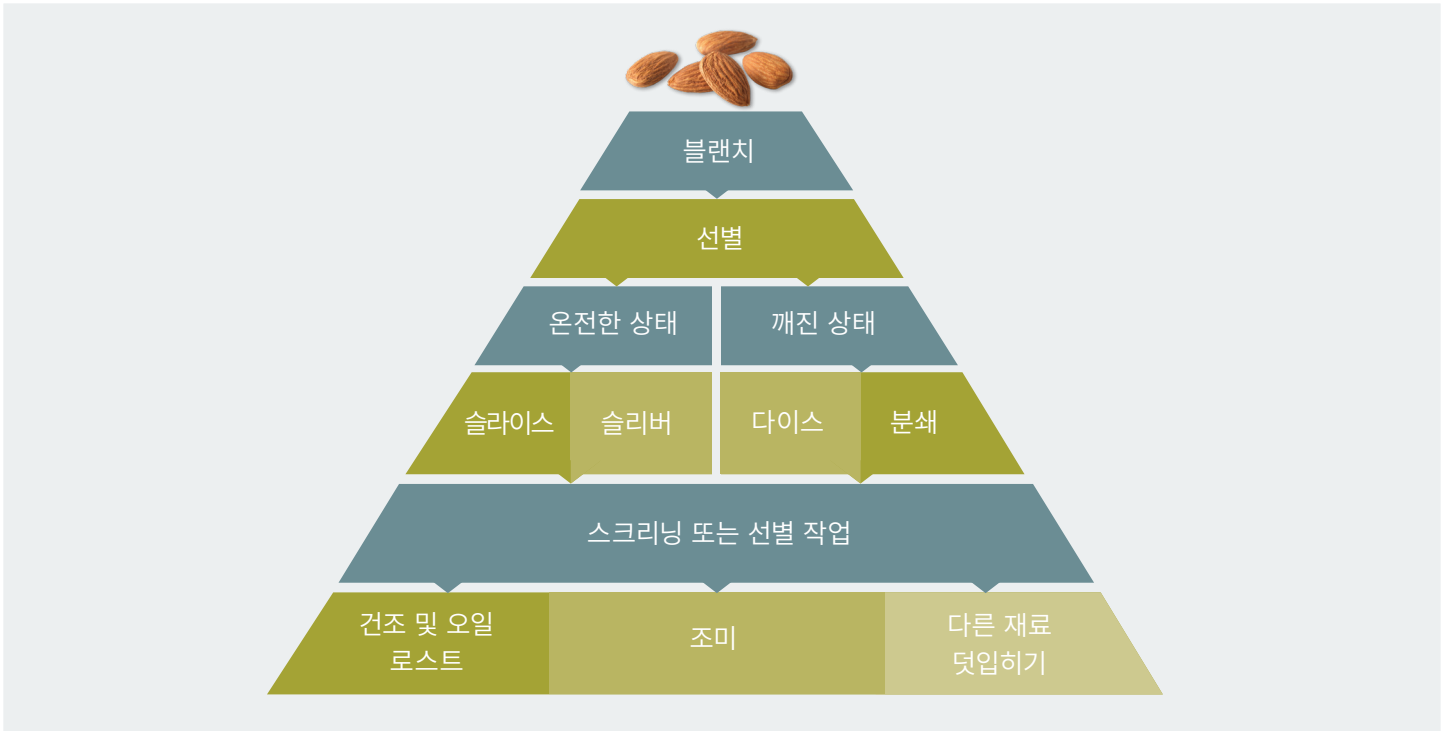 블랜치
선별
온전한 상태
깨진 상태
슬라이스
슬리버
다이스
분쇄
스크리닝 또는 선별 작업
건조 및 오일
로스트
조미
다른 재료
덧입히기